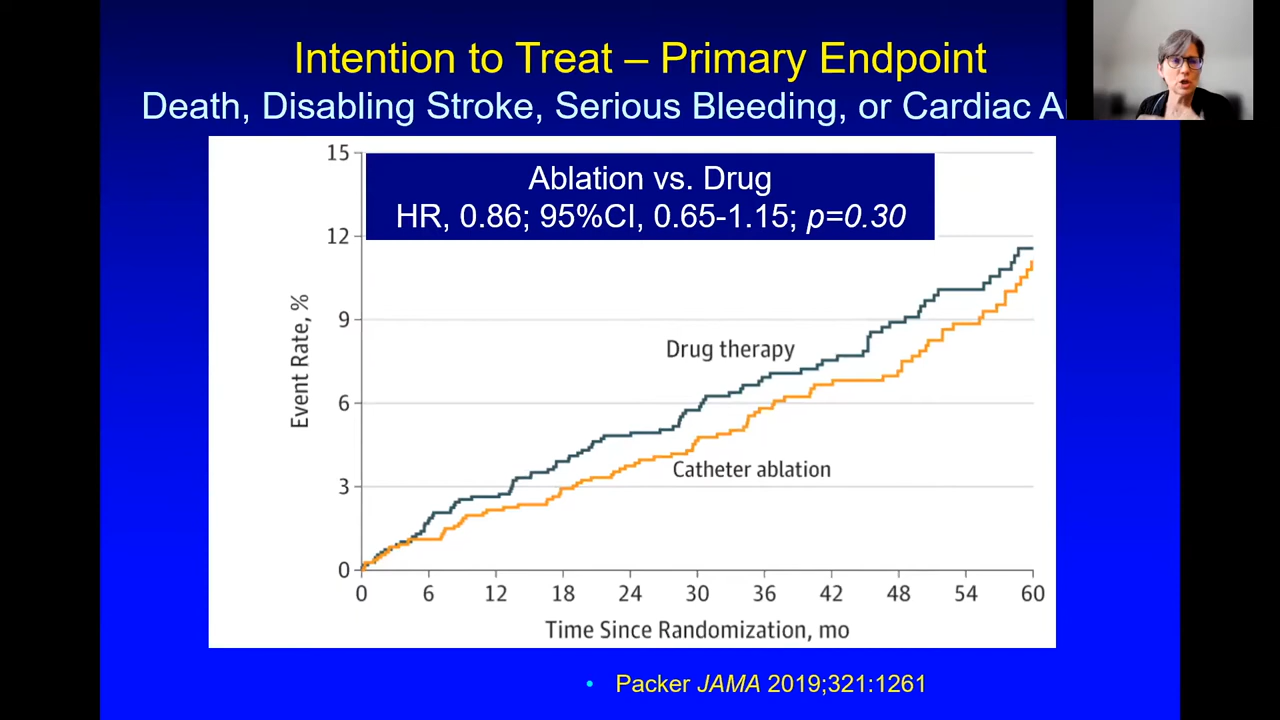 Intention to Treat – Primary Endpoint
Death, Disabling Stroke, Serious Bleeding, or Cardiac
Ablation vs. Drug
HR, 0.86; 95%CI, 0.65-1.15; p=0.30
15
12
9
6
3
0
Event Rate, %
Drug therapy
Catheter ablation
0 6 12 18 24 30 36 42 48 54 60
Time Since Randomization, mo
• Packer JAMA 2019;321:1261